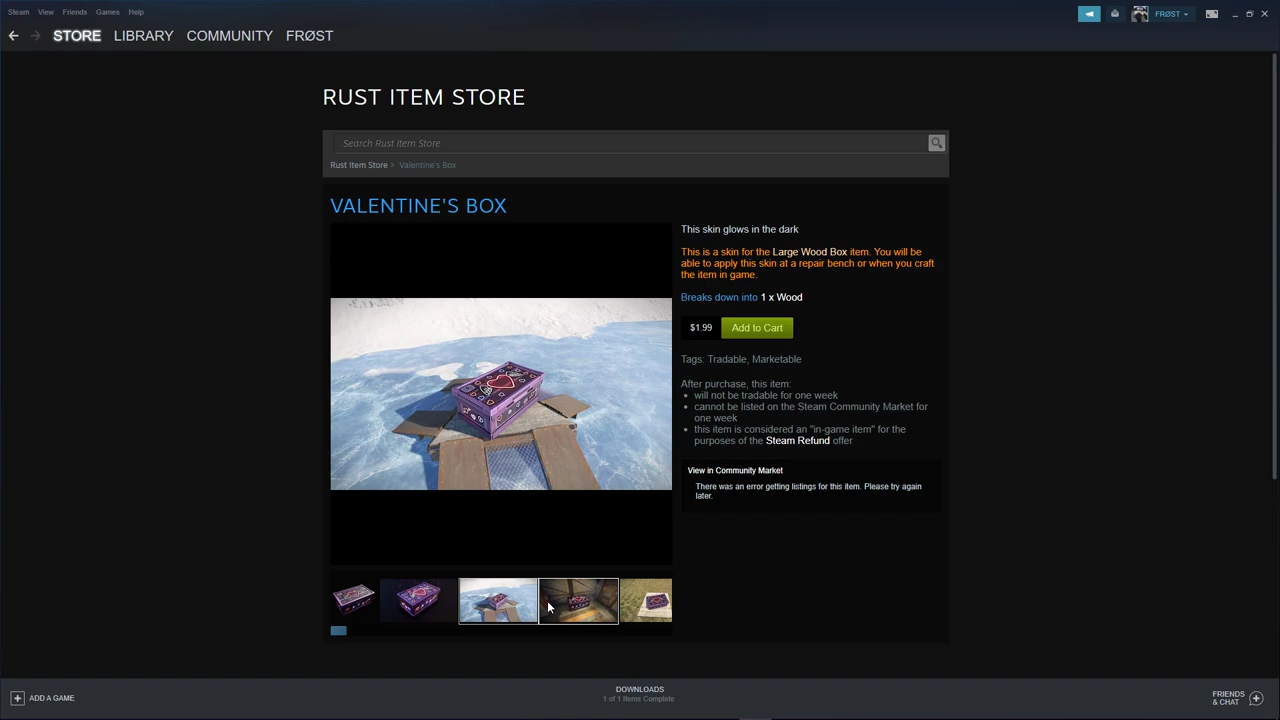 Steam View Friends Games Help
FRØST
STORE LIBRARY COMMUNITY FRØST
RUST ITEM STORE
Search Rust Item Store
Rust Item Store > Valentine's Box
VALENTINE'S BOX
This skin glows in the dark
This is a skin for the Large Wood Box item. You will be
able to apply this skin at a repair bench or when you craft
the item in game.
Breaks down into 1 x Wood
$1.99 Add to Cart
Tags: Tradable, Marketable
After purchase, this item:
will not be tradable for one week
cannot be listed on the Steam Community Market for
one week
this item is considered an "in-game item" for the
purposes of the Steam Refund offer
View in Community Market
There was an error getting listings for this item. Please try again
later.
ADD A GAME
DOWNLOADS
1 of 1 Items Complete
FRIENDS
& CHAT